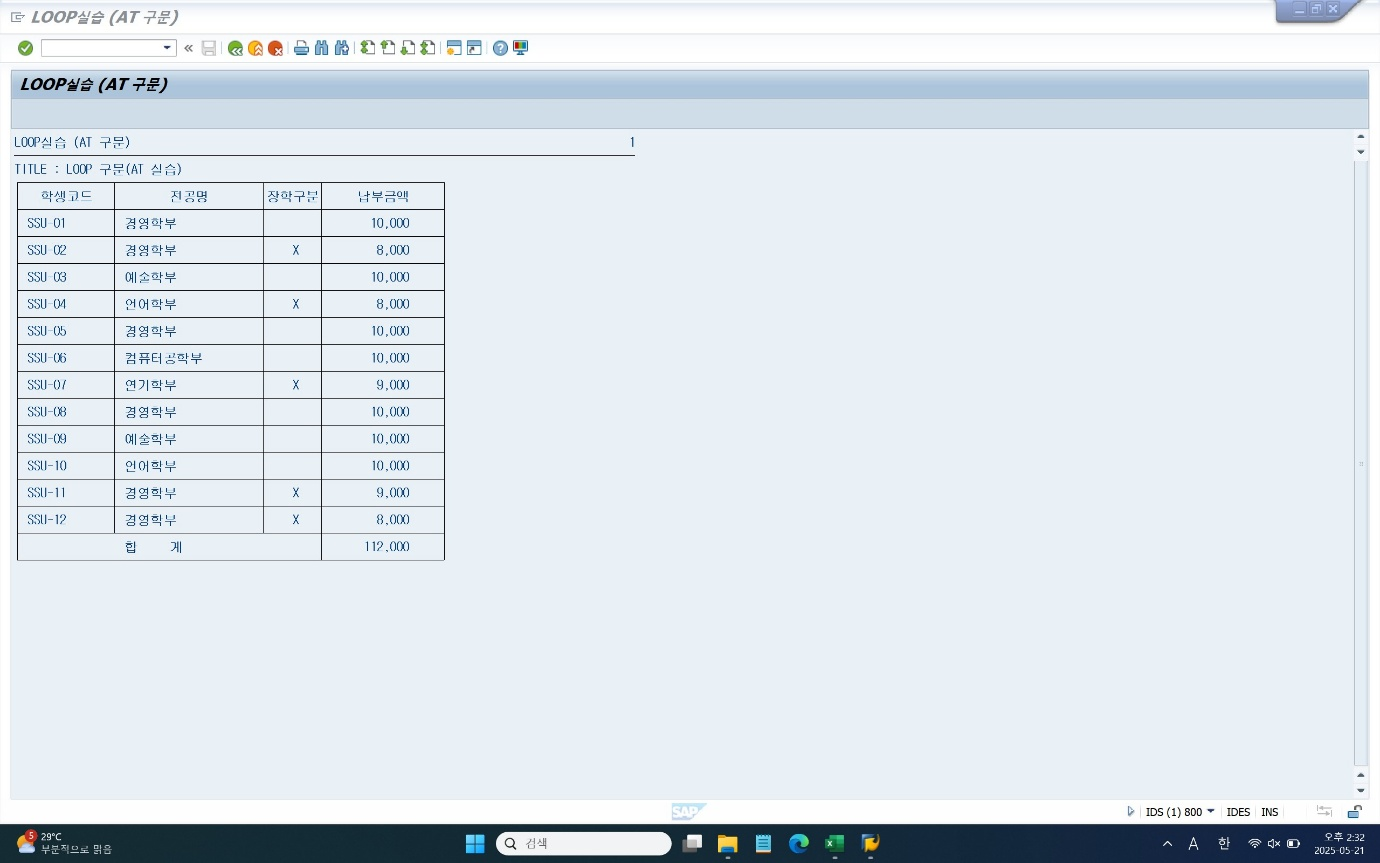 LOOP실습 (AT 구문)
LOOP실습 (AT 구문)
LOOP실습 (AT 구문) 1
TITLE : LOOP 구문(AT 실습)
학생코드 전공명 장학구분 납부금액
SSU-01 경영학부 10,000
SSU-02 경영학부 X 8,000
SSU-03 예술학부 10,000
SSU-04 언어학부 X 8,000
SSU-05 경영학부 10,000
SSU-06 컴퓨터공학부 10,000
SSU-07 연기학부 X 9,000
SSU-08 경영학부 10,000
SSU-09 예술학부 10,000
SSU-10 언어학부 10,000
SSU-11 경영학부 X 9,000
SSU-12 경영학부 X 8,000
합 계 112,000
SAP
IDS (1) 800 IDES INS
5 29°C
부분적으로 맑음
검색
A 한
오후 2:32
2025-05-21